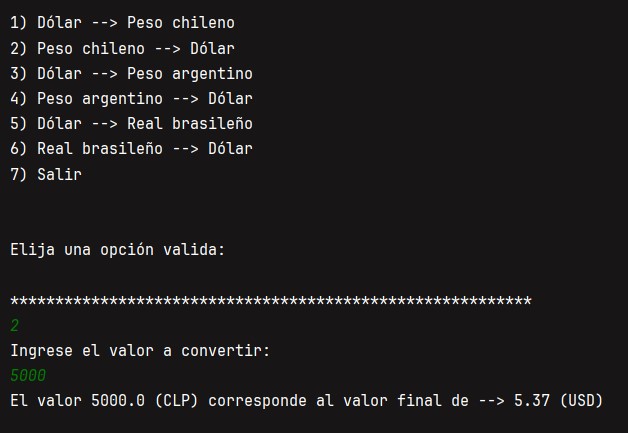 1) Dólar --> Peso chileno
2) Peso chileno --> Dólar
3) Dólar --> Peso argentino
4) Peso argentino --> Dólar
5) Dólar --> Real brasileño
6) Real brasileño --> Dólar
7) Salir
Elija una opción valida:
**********************************************************
2
Ingrese el valor a convertir:
5000
El valor 5000.0 (CLP) corresponde al valor final de --> 5.37 (USD)